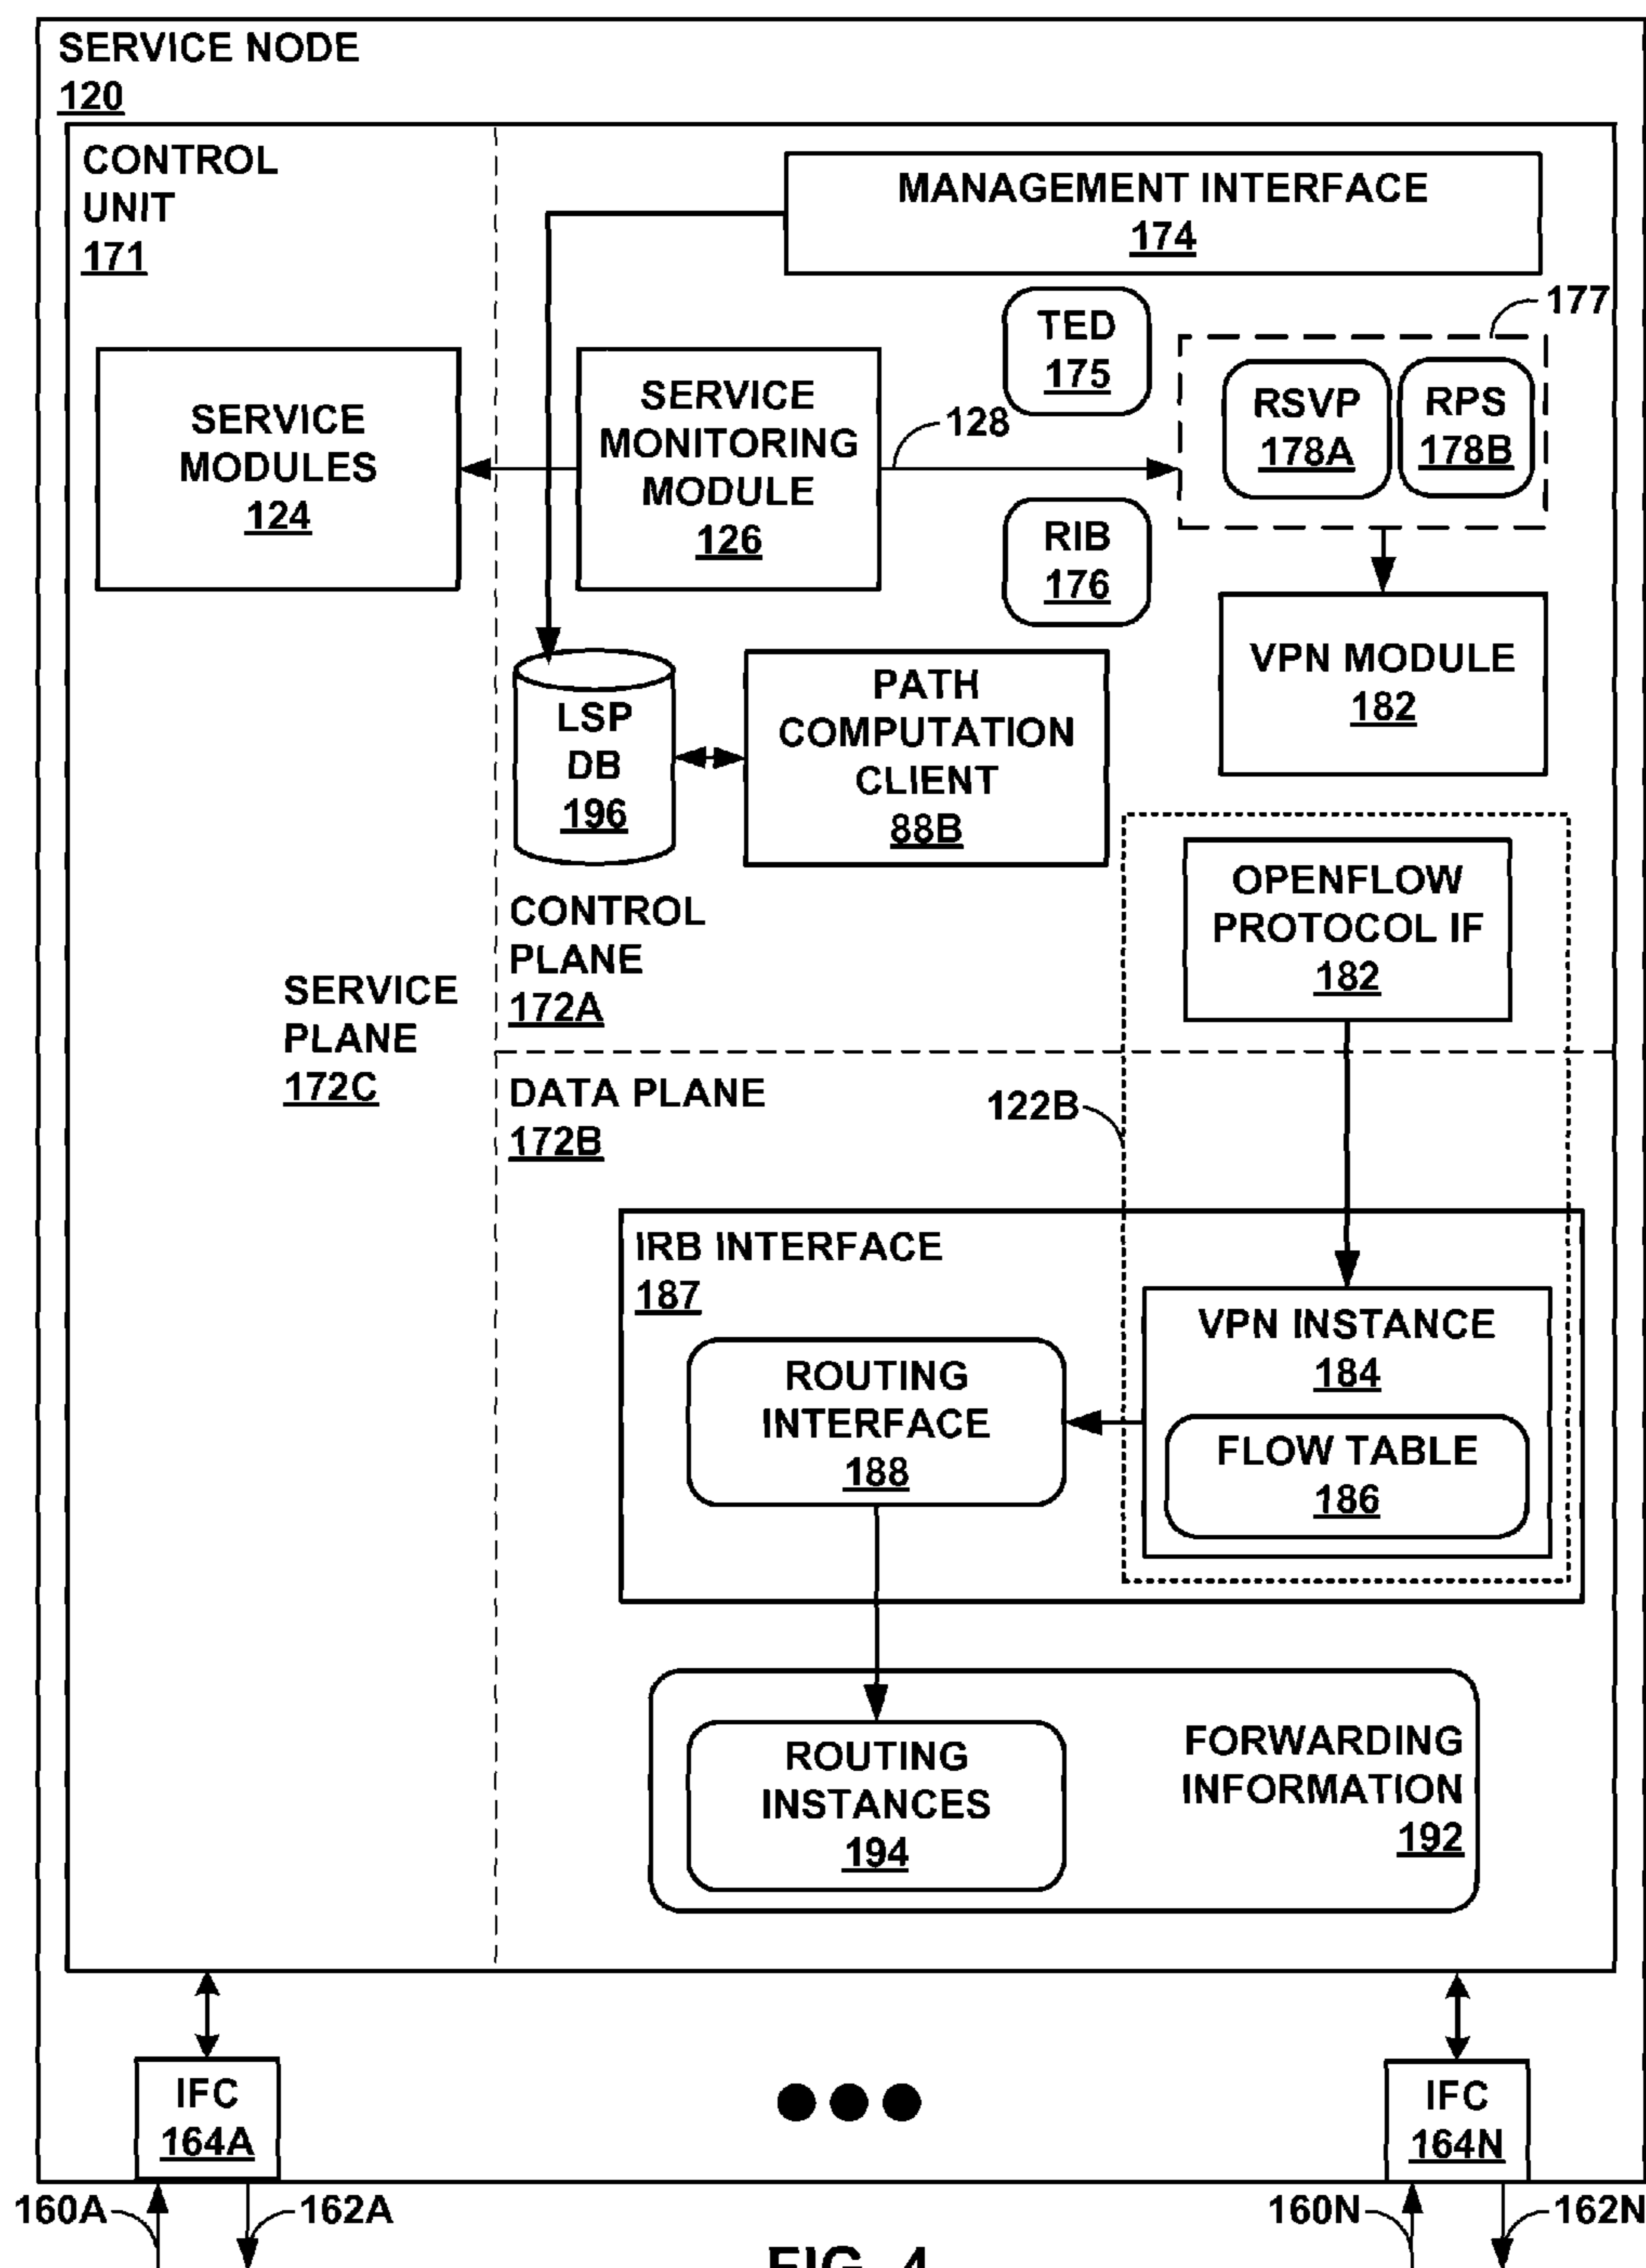 SERVICE NODE
120
CONTROL
UNIT
171
MANAGEMENT INTERFACE
174
TED
175
177
RSVP
178A
RPS
178B
SERVICE
MODULES
124
SERVICE
MONITORING
MODULE
126
128
RIB
176
VPN MODULE
182
LSP
DB
196
PATH
COMPUTATION
CLIENT
88B
OPENFLOW
PROTOCOL IF
182
CONTROL
PLANE
172A
SERVICE
PLANE
172C
DATA PLANE
172B
122B
IRB INTERFACE
187
VPN INSTANCE
184
ROUTING
INTERFACE
188
FLOW TABLE
186
ROUTING
INSTANCES
194
FORWARDING
INFORMATION
192
IFC
164A
IFC
164N
160A
162A
160N
162N
FIG. 4